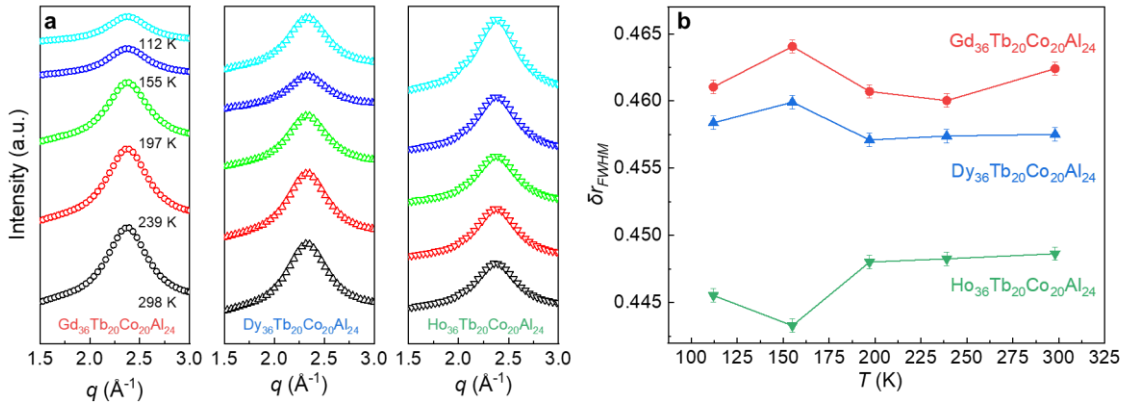 a
Intensity (a.u.)
112 K
155 K
197 K
239 K
298 K
Gd36Tb20Co20Al24
1.5 2.0 2.5 3.0
q (Å-1)
Dy36Tb20Co20Al24
1.5 2.0 2.5 3.0
q (Å-1)
Ho36Tb20Co20Al24
1.5 2.0 2.5 3.0
q (Å-1)
b
δrFWHM
0.465
0.460
0.455
0.450
0.445
Gd36Tb20Co20Al24
Dy36Tb20Co20Al24
Ho36Tb20Co20Al24
100 125 150 175 200 225 250 275 300 325
T (K)